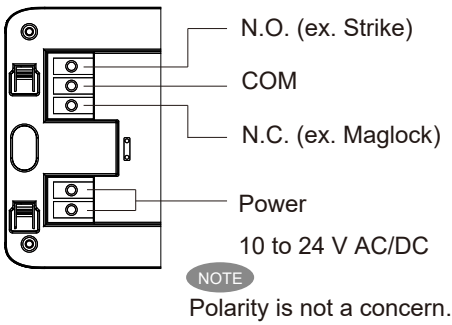 N.O. (ex. Strike)
COM
N.C. (ex. Maglock)
Power
10 to 24 V AC/DC
NOTE
Polarity is not a concern.